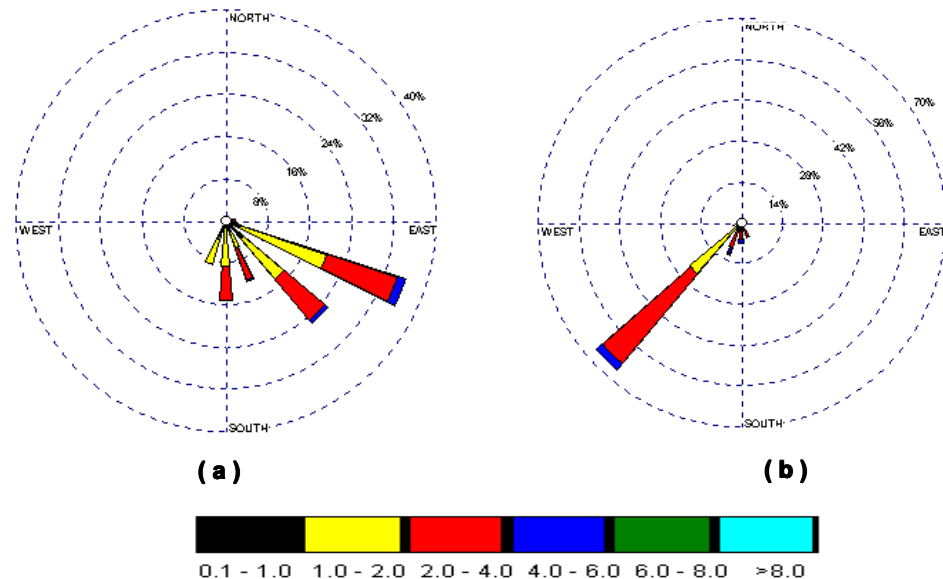 NORTH
40%
32%
24%
16%
8%
WEST
EAST
SOUTH
(a)
NORTH
70%
56%
42%
28%
14%
WEST
EAST
SOUTH
(b)
0.1 - 1.0 1.0 - 2.0 2.0 - 4.0 4.0 - 6.0 6.0 - 8.0 >8.0